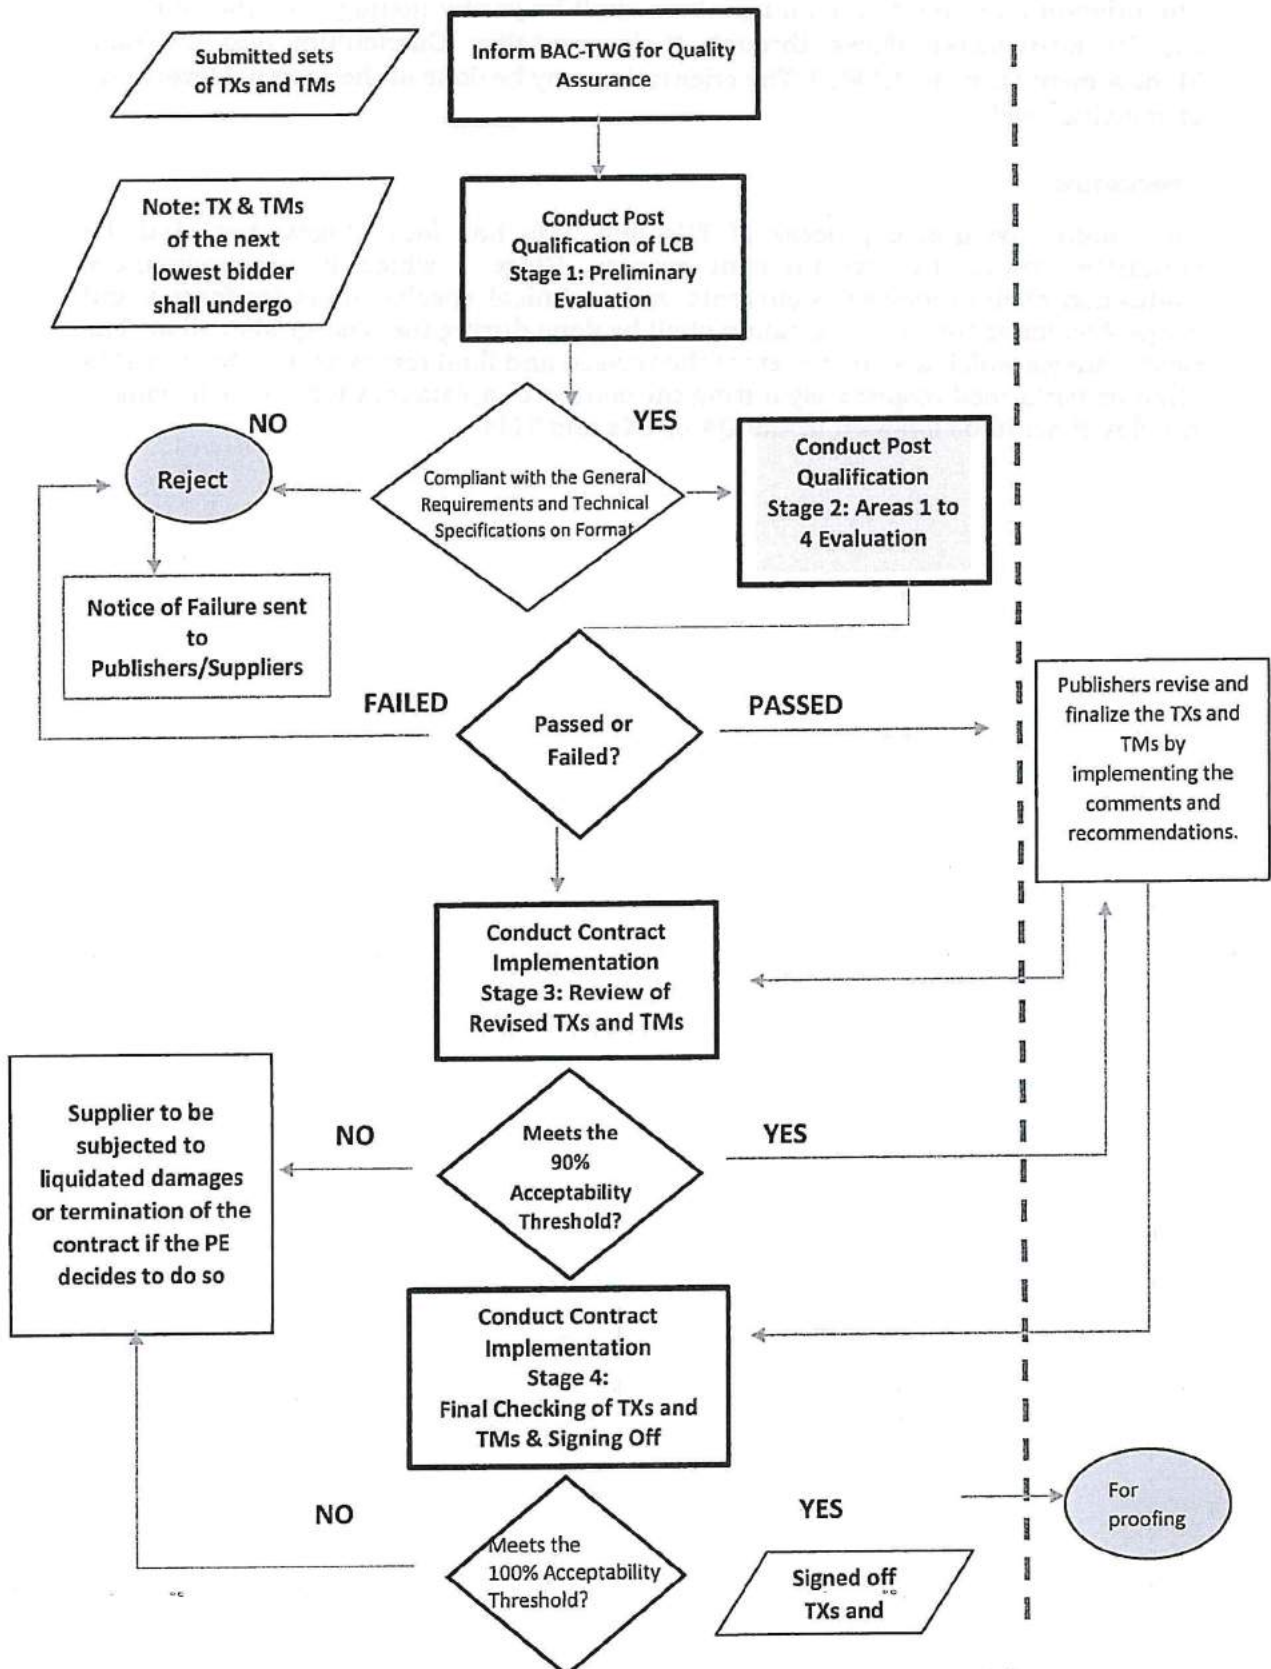 Submitted sets
of TXs and TMs
Inform BAC-TWG for Quality
Assurance
Note: TX & TMs
of the next
lowest bidder
shall undergo
Conduct Post
Qualification of LCB
Stage 1: Preliminary
Evaluation
NO
YES
Reject
Compliant with the General
Requirements and Technical
Specifications on Format
Conduct Post
Qualification
Stage 2: Areas 1 to
4 Evaluation
Notice of Failure sent
to
Publishers/Suppliers
FAILED
Passed or
Failed?
PASSED
Publishers revise and
finalize the TXs and
TMs by
implementing the
comments and
recommendations.
Conduct Contract
Implementation
Stage 3: Review of
Revised TXs and TMs
Supplier to be
subjected to
liquidated damages
or termination of the
contract if the PE
decides to do so
NO
Meets the
90%
Acceptability
Threshold?
YES
Conduct Contract
Implementation
Stage 4:
Final Checking of TXs and
TMs & Signing Off
NO
Meets the
100% Acceptability
Threshold?
YES
Signed off
TXs and
For
proofing